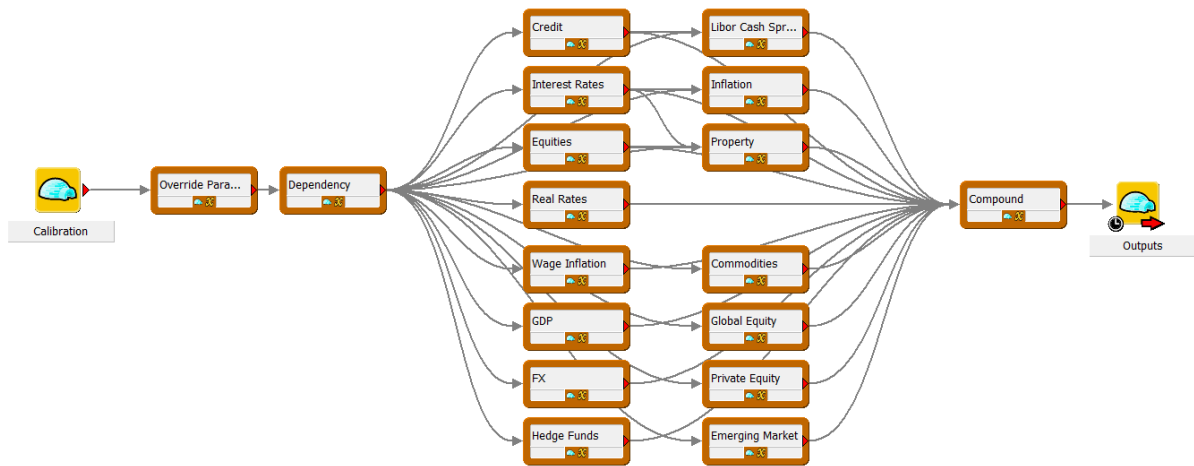 Credit
Libor Cash Spr...
Interest Rates
Inflation
Equities
Property
Override Para...
Dependency
Real Rates
Compound
Calibration
Outputs
Wage Inflation
Commodities
GDP
Global Equity
FX
Private Equity
Hedge Funds
Emerging Market